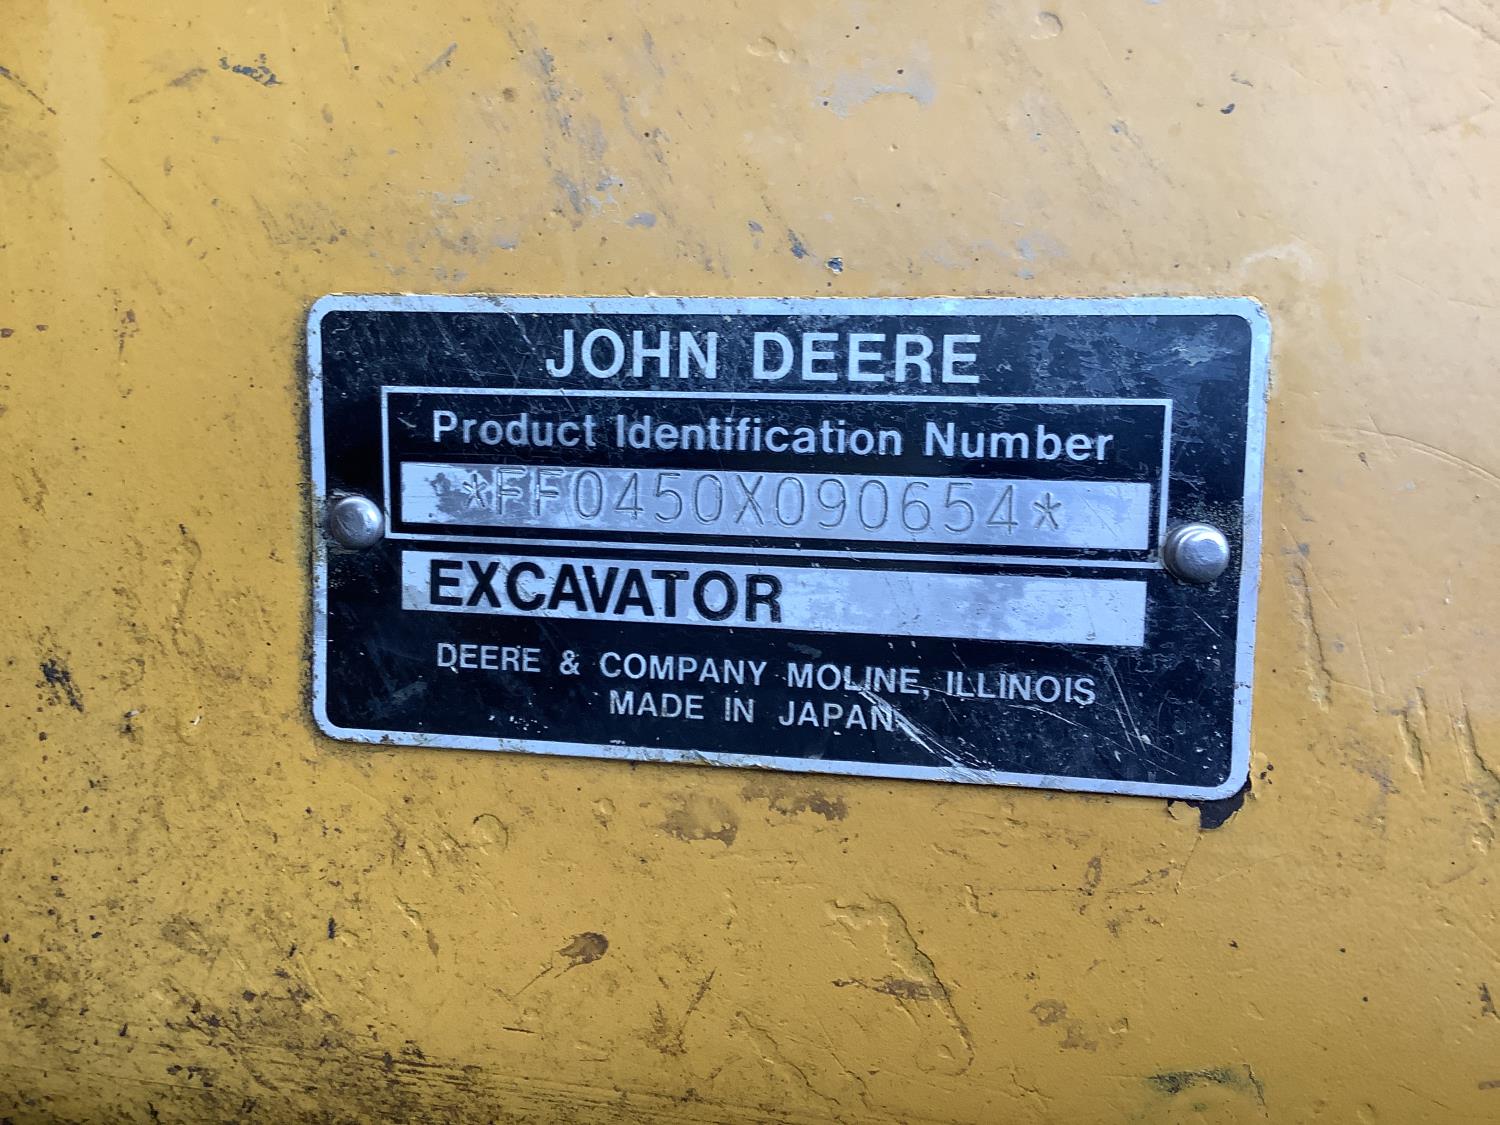 JOHN DEERE
Product Identification Number
*FF0450X090654*
EXCAVATOR
DEERE & COMPANY MOLINE, ILLINOIS
MADE IN JAPAN